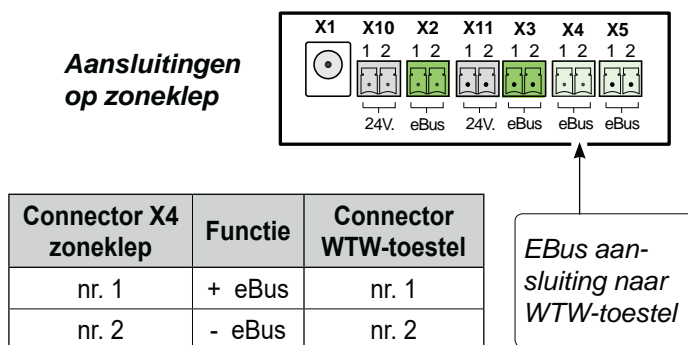 Aansluitingen
op zoneklep
X1 X10 X2 X11 X3 X4 X5
1 2 1 2 1 2 1 2 1 2 1 2
24V. eBus 24V. eBus eBus eBus
Connector X4
zoneklep
Functie
Connector
WTW-toestel
nr. 1 + eBus nr. 1
nr. 2 - eBus nr. 2
EBus aan-
sluiting naar
WTW-toestel